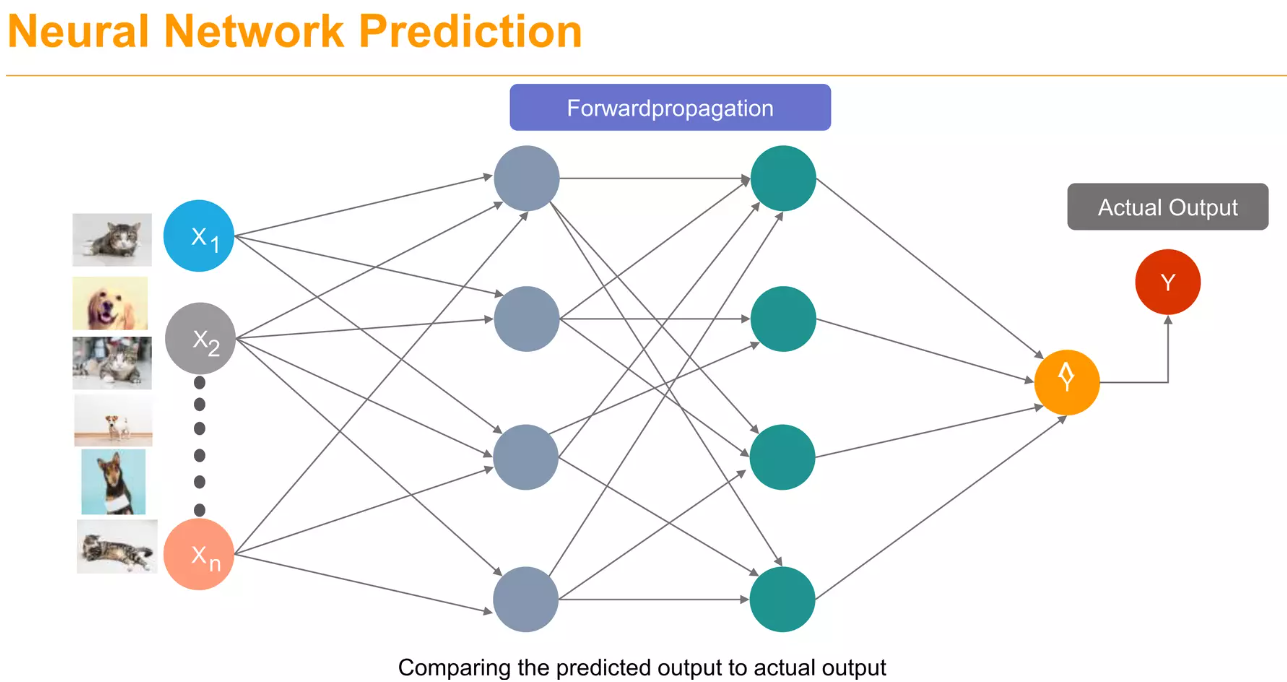 Neural Network Prediction
Forwardpropagation
Actual Output
X1
Y
X2
Ŷ
Xn
Comparing the predicted output to actual output